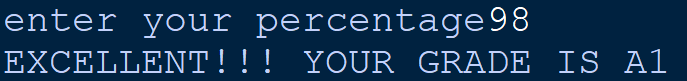 enter your percentage98
EXCELLENT!!! YOUR GRADE IS A1